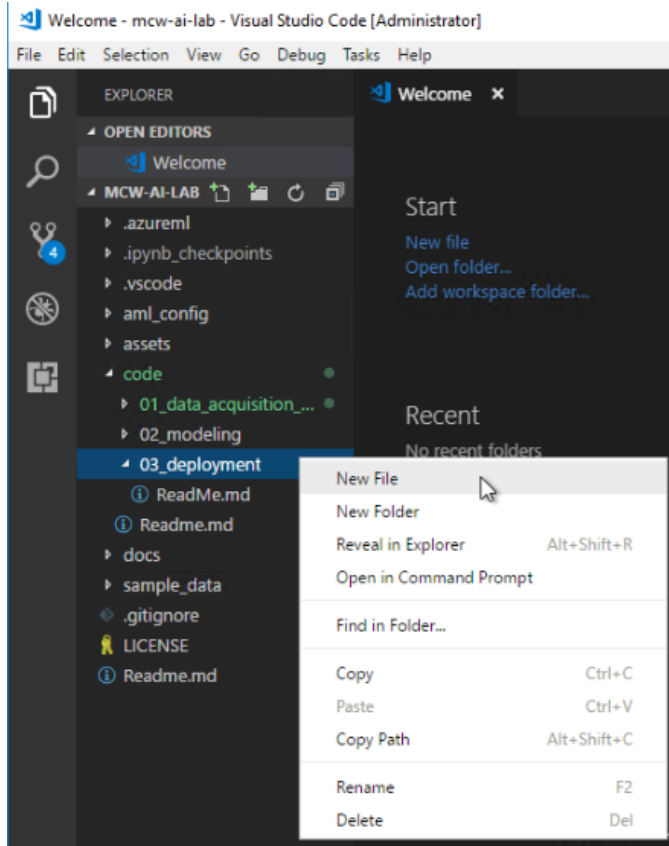 Welcome - mcw-ai-lab - Visual Studio Code [Administrator]
File Edit Selection View Go Debug Tasks Help
EXPLORER
OPEN EDITORS
Welcome
MCW-AI-LAB
.azureml
.ipynb_checkpoints
.vscode
aml_config
assets
code
01_data_acquisition_...
02_modeling
03_deployment
ReadMe.md
Readme.md
docs
sample_data
.gitignore
LICENSE
Readme.md
4
Welcome
Start
New file
Open folder...
Add workspace folder...
Recent
No recent folders
New File
New Folder
Reveal in Explorer Alt+Shift+R
Open in Command Prompt
Find in Folder...
Copy Ctrl+C
Paste Ctrl+V
Copy Path Alt+Shift+C
Rename F2
Delete Del